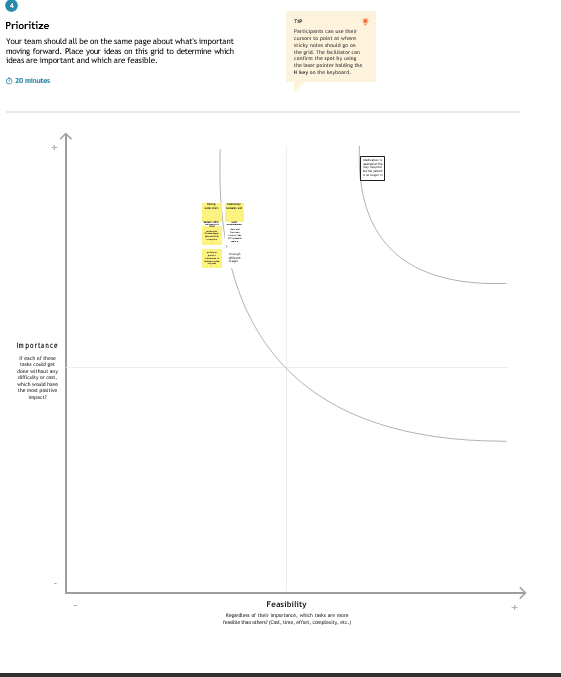 4
Prioritize
Your team should all be on the same page about what's important
moving forward. Place your ideas on this grid to determine which
ideas are important and which are feasible.
20 minutes
TIP
Participants can use their
cursors to point at where
sticky notes should go on
the grid. The facilitator can
confirm the spot by using
the laser pointer holding the
H key on the keyboard.
+
Importance
If each of these
tasks could get
done without any
difficulty or cost,
which would have
the most positive
impact?
through
different
stages
-
-
Feasibility
+
Regardless of their importance, which tasks are more
feasible than others? (Cost, time, effort, complexity, etc.)